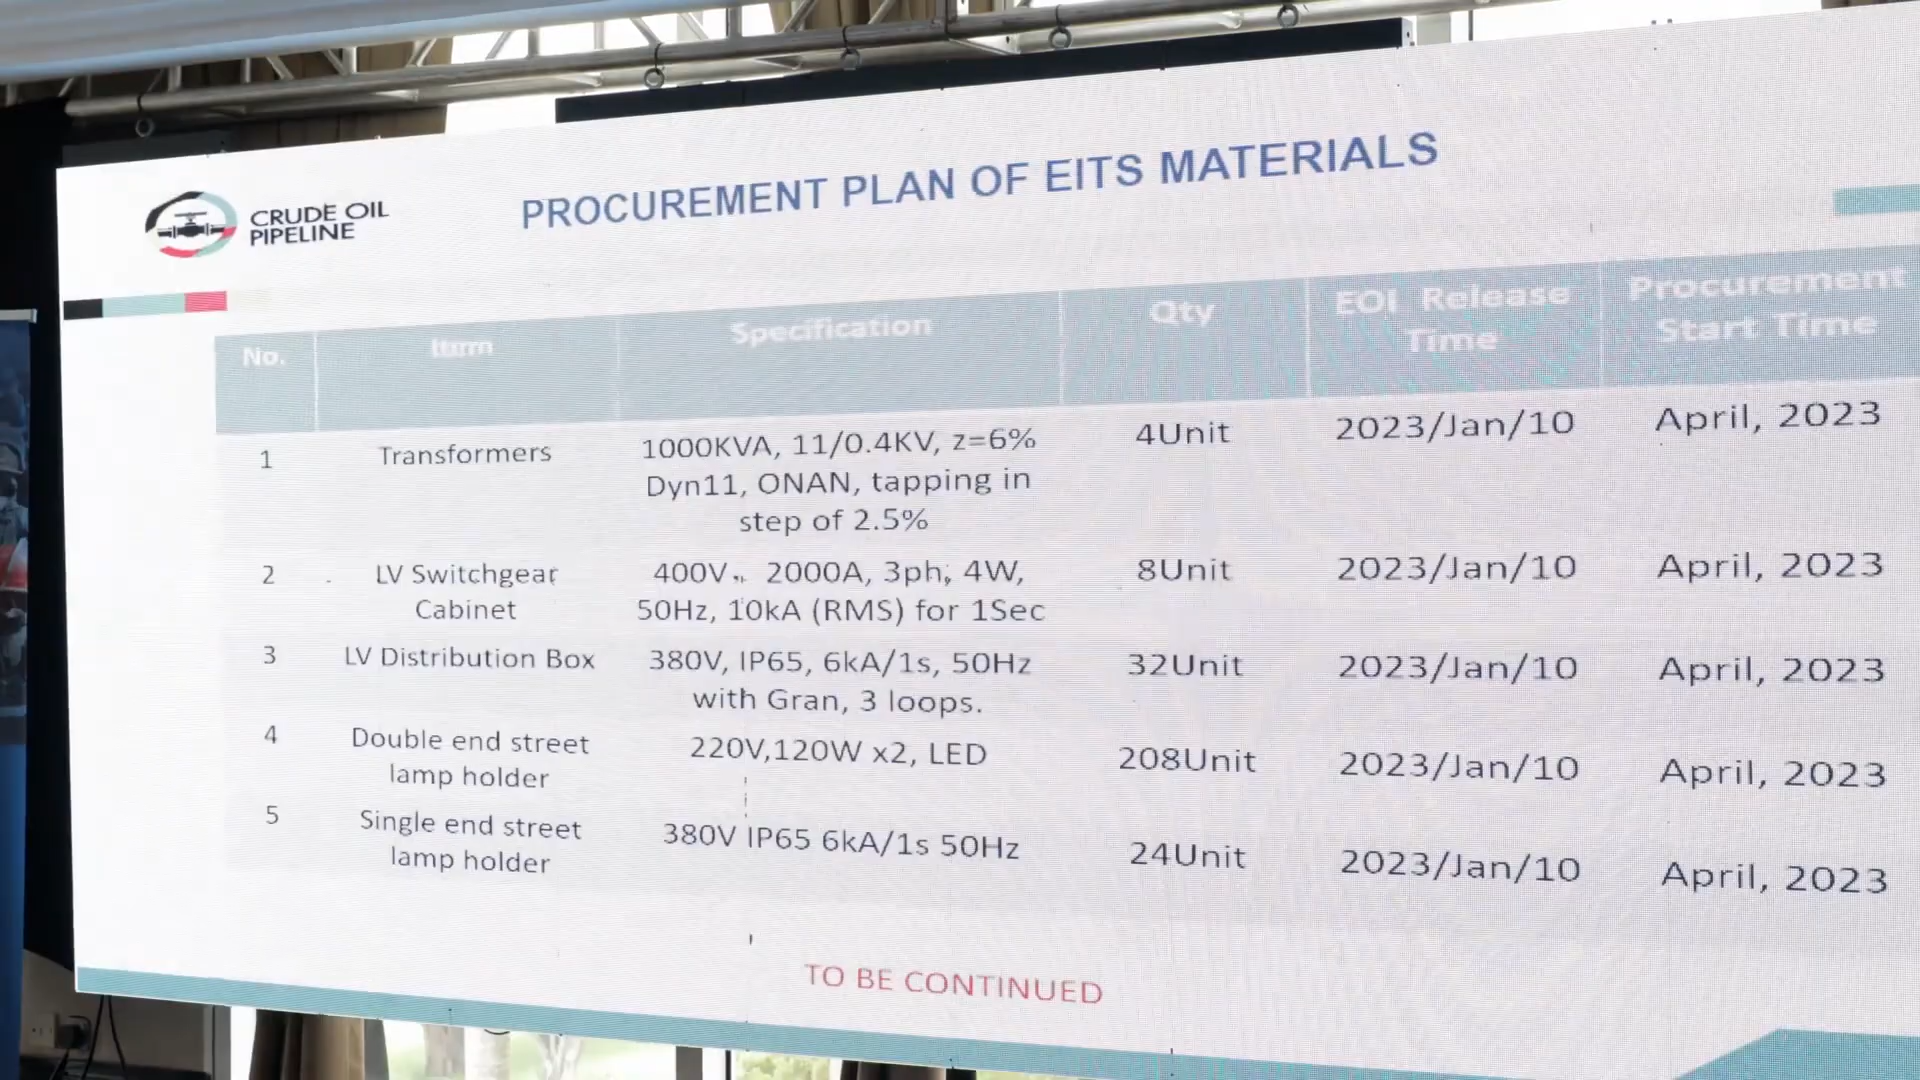 CRUDE OIL
PIPELINE
PROCUREMENT PLAN OF EITS MATERIALS
No.
Item
Specification
Qty
EOI Release
Time
Procurement
Start Time
1
Transformers
1000KVA, 11/0.4KV, z=6%
Dyn11, ONAN, tapping in
step of 2.5%
4Unit
2023/Jan/10
April, 2023
2
LV Switchgear
Cabinet
400V, 2000A, 3ph, 4W,
50Hz, 10kA (RMS) for 1Sec
8Unit
2023/Jan/10
April, 2023
3
LV Distribution Box
380V, IP65, 6kA/1s, 50Hz
with Gran, 3 loops.
32Unit
2023/Jan/10
April, 2023
4
Double end street
lamp holder
220V,120W x2, LED
208Unit
2023/Jan/10
April, 2023
5
Single end street
lamp holder
380V IP65 6kA/1s 50Hz
24Unit
2023/Jan/10
April, 2023
TO BE CONTINUED